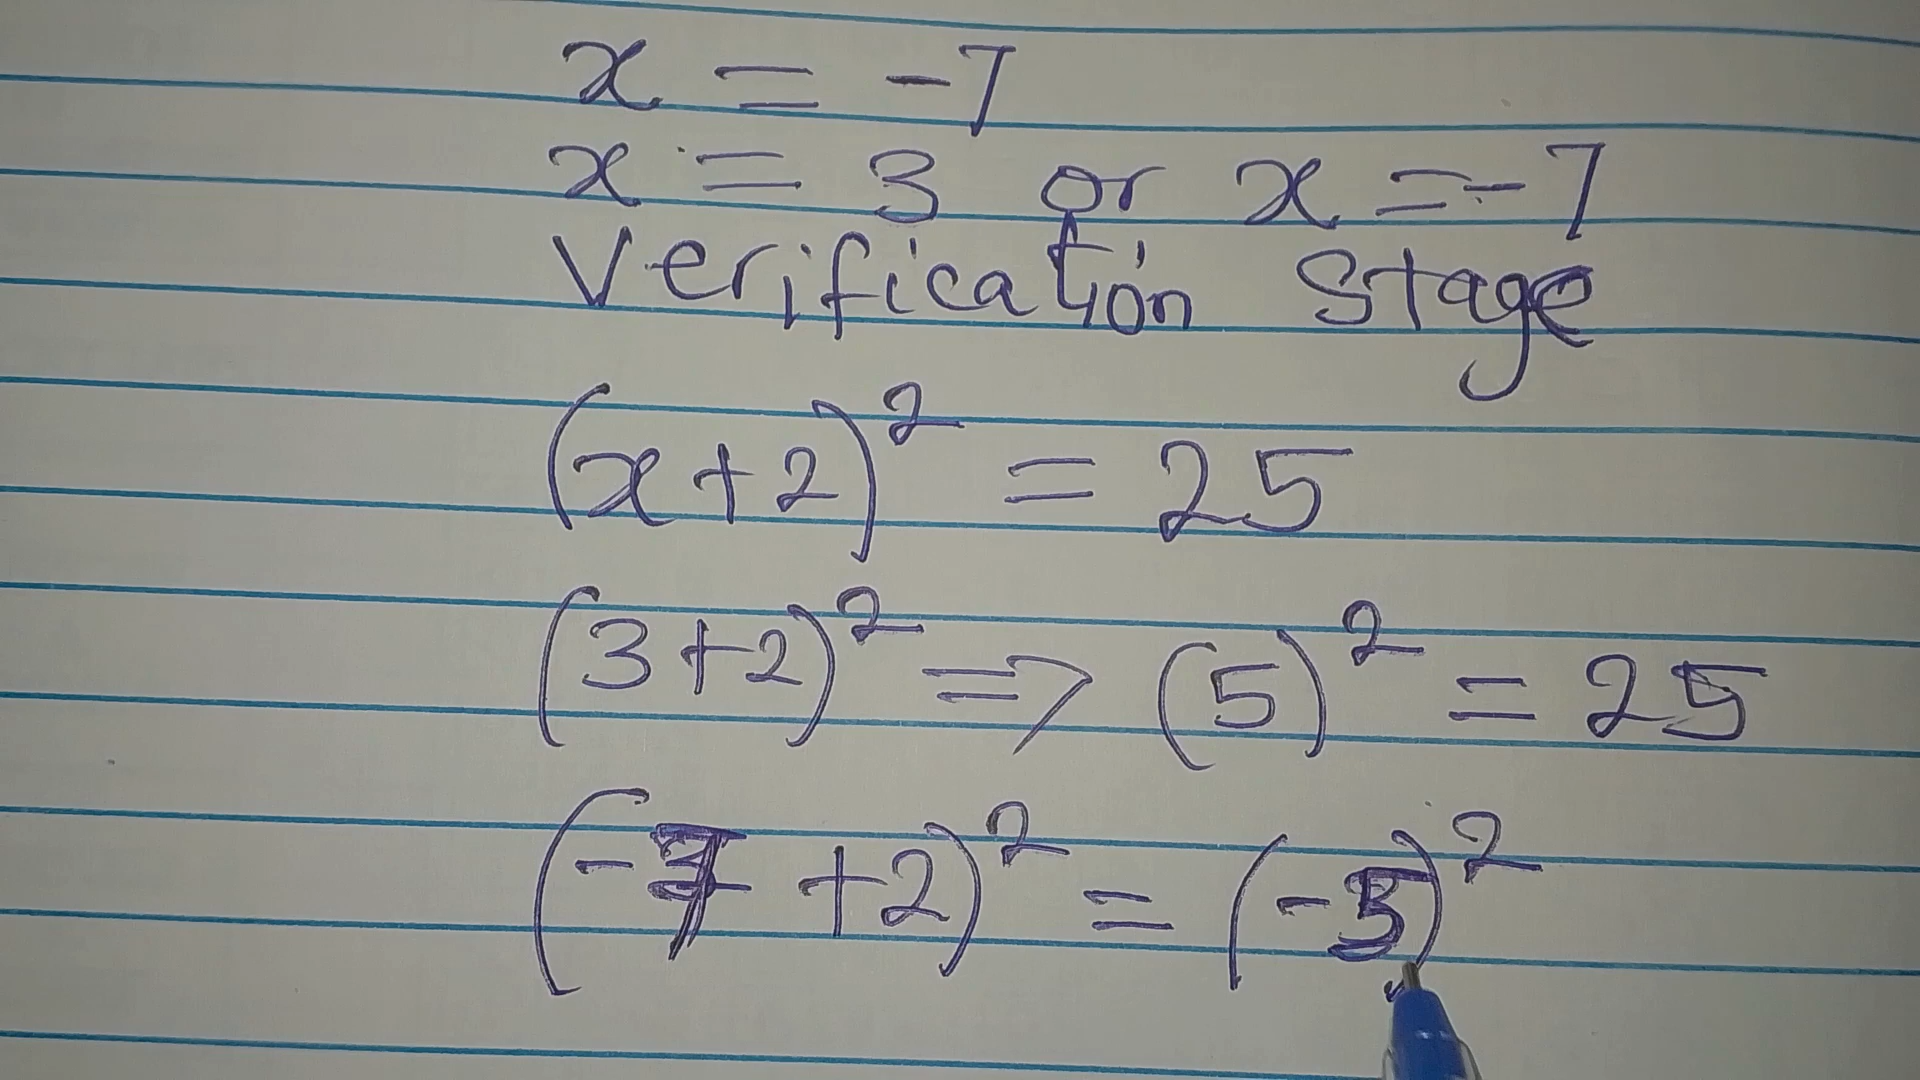 x = -7
x = 3 or x = -7
Verification Stage
(x+2)² = 25
(3+2)² => (5)² = 25
(-7 +2)² = (-5)²